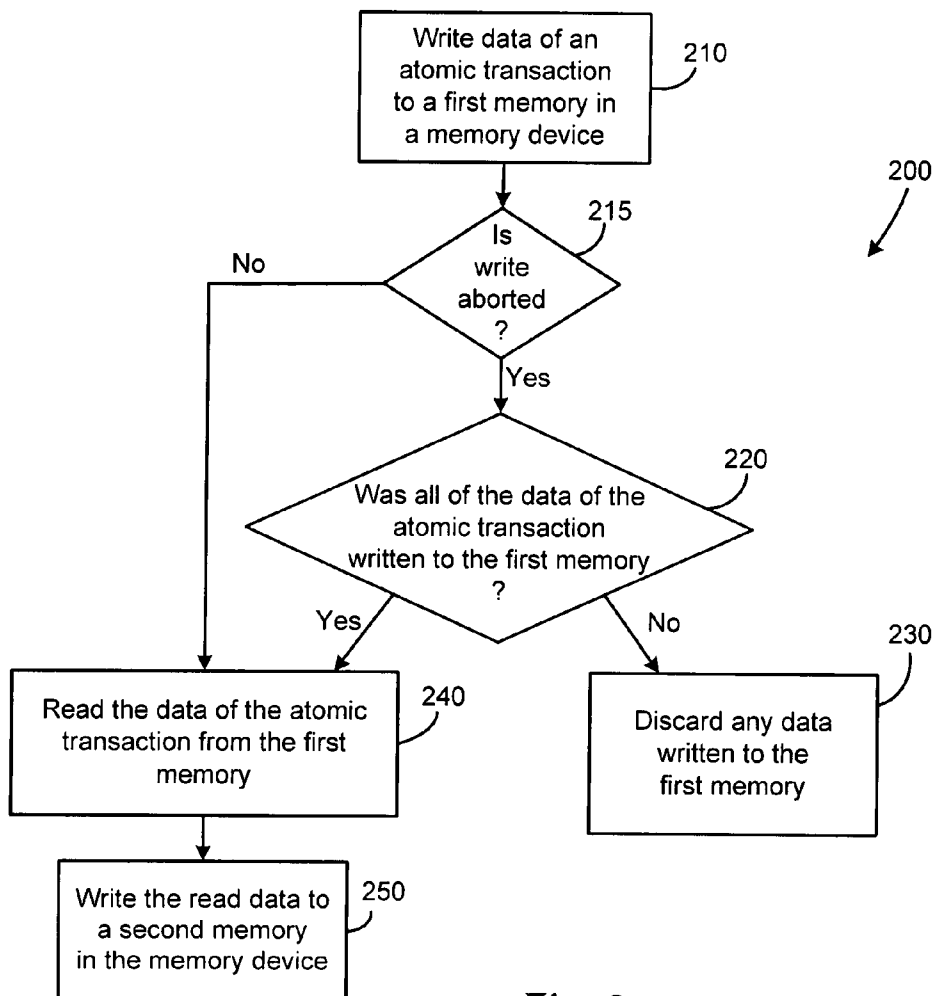 Write data of an
atomic transaction
to a first memory in
a memory device
210
200
215
Is
write
aborted
?
No
Yes
220
Was all of the data of the
atomic transaction
written to the first memory
?
Yes
No
230
Read the data of the atomic
transaction from the first
memory
240
Discard any data
written to the
first memory
Write the read data to
a second memory
in the memory device
250